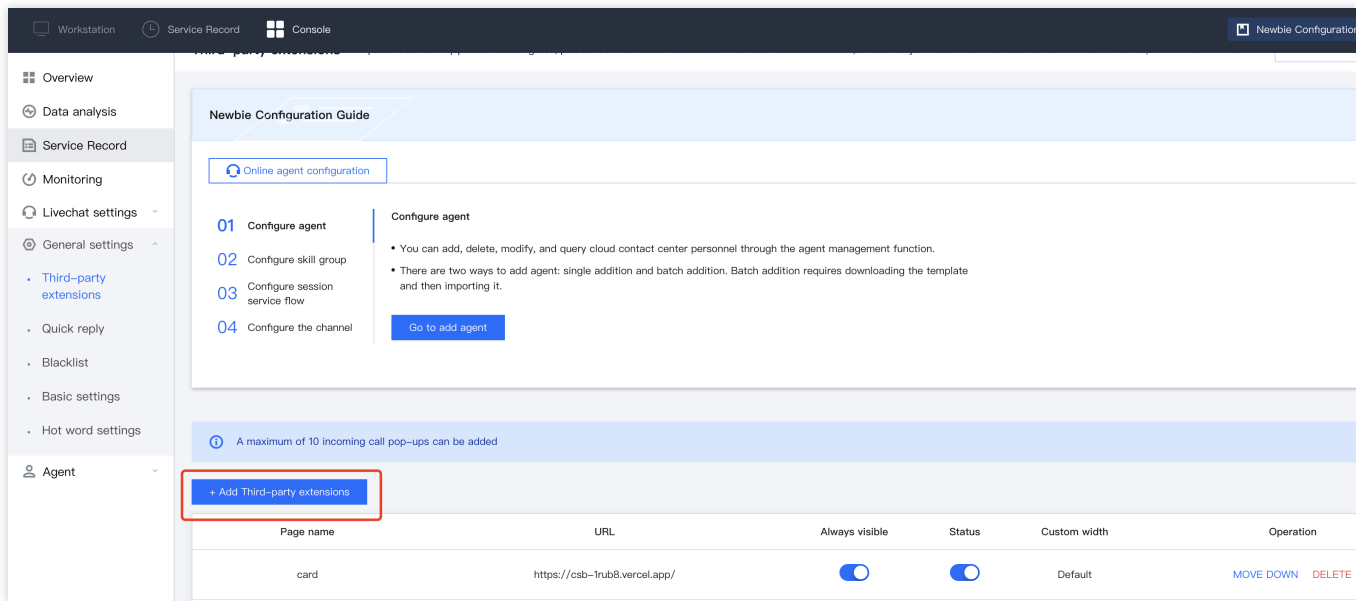 Workstation
Service Record
Console
Newbie Configuration
Third-party extensions
Overview
Data analysis
Service Record
Monitoring
Livechat settings
General settings
Third-party
extensions
Quick reply
Blacklist
Basic settings
Hot word settings
Agent
Newbie Configuration Guide
Online agent configuration
01 Configure agent
02 Configure skill group
03 Configure session
service flow
04 Configure the channel
Configure agent
• You can add, delete, modify, and query cloud contact center personnel through the agent management function.
• There are two ways to add agent: single addition and batch addition. Batch addition requires downloading the template
and then importing it.
Go to add agent
A maximum of 10 incoming call pop-ups can be added
+ Add Third-party extensions
Page name URL Always visible Status Custom width Operation
card https://csb-1rub8.vercel.app/ Default MOVE DOWN DELETE